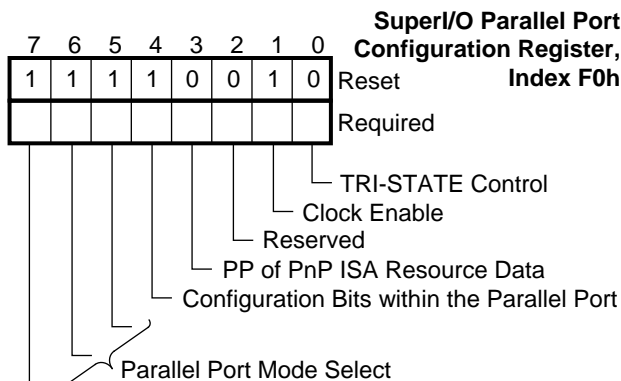 SuperI/O Parallel Port
Configuration Register,
Index F0h
7 6 5 4 3 2 1 0
1 1 1 1 0 0 1 0 Reset
Required
TRI-STATE Control
Clock Enable
Reserved
PP of PnP ISA Resource Data
Configuration Bits within the Parallel Port
Parallel Port Mode Select